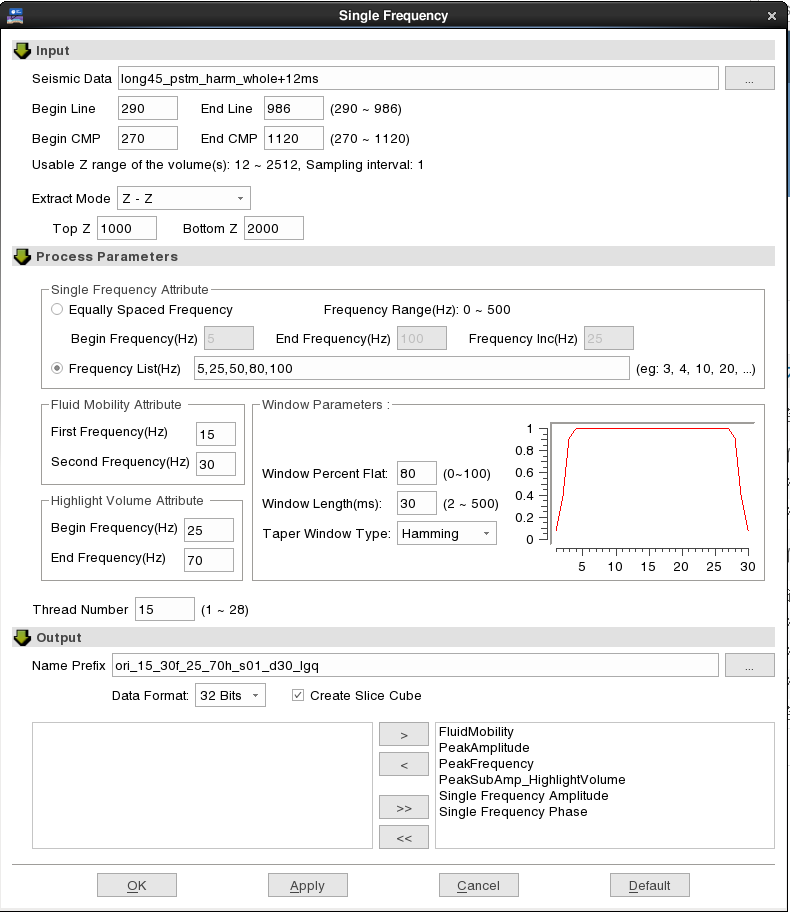 Single Frequency
Input
Seismic Data long45_pstm_harm_whole+12ms ...
Begin Line 290 End Line 986 (290 ~ 986)
Begin CMP 270 End CMP 1120 (270 ~ 1120)
Usable Z range of the volume(s): 12 ~ 2512, Sampling interval: 1
Extract Mode Z - Z
Top Z 1000 Bottom Z 2000
Process Parameters
Single Frequency Attribute
Equally Spaced Frequency Frequency Range(Hz): 0 ~ 500
Begin Frequency(Hz) 5 End Frequency(Hz) 100 Frequency Inc(Hz) 25
Frequency List(Hz) 5,25,50,80,100 (eg: 3, 4, 10, 20, ...)
Fluid Mobility Attribute
First Frequency(Hz) 15
Second Frequency(Hz) 30
Highlight Volume Attribute
Begin Frequency(Hz) 25
End Frequency(Hz) 70
Window Parameters :
Window Percent Flat: 80 (0~100)
Window Length(ms): 30 (2 ~ 500)
Taper Window Type: Hamming
1
0.8
0.6
0.4
0.2
0
5 10 15 20 25 30
Thread Number 15 (1 ~ 28)
Output
Name Prefix ori_15_30f_25_70h_s01_d30_lgq ...
Data Format: 32 Bits Create Slice Cube
>
<
>>
<<
FluidMobility
PeakAmplitude
PeakFrequency
PeakSubAmp_HighlightVolume
Single Frequency Amplitude
Single Frequency Phase
OK Apply Cancel Default